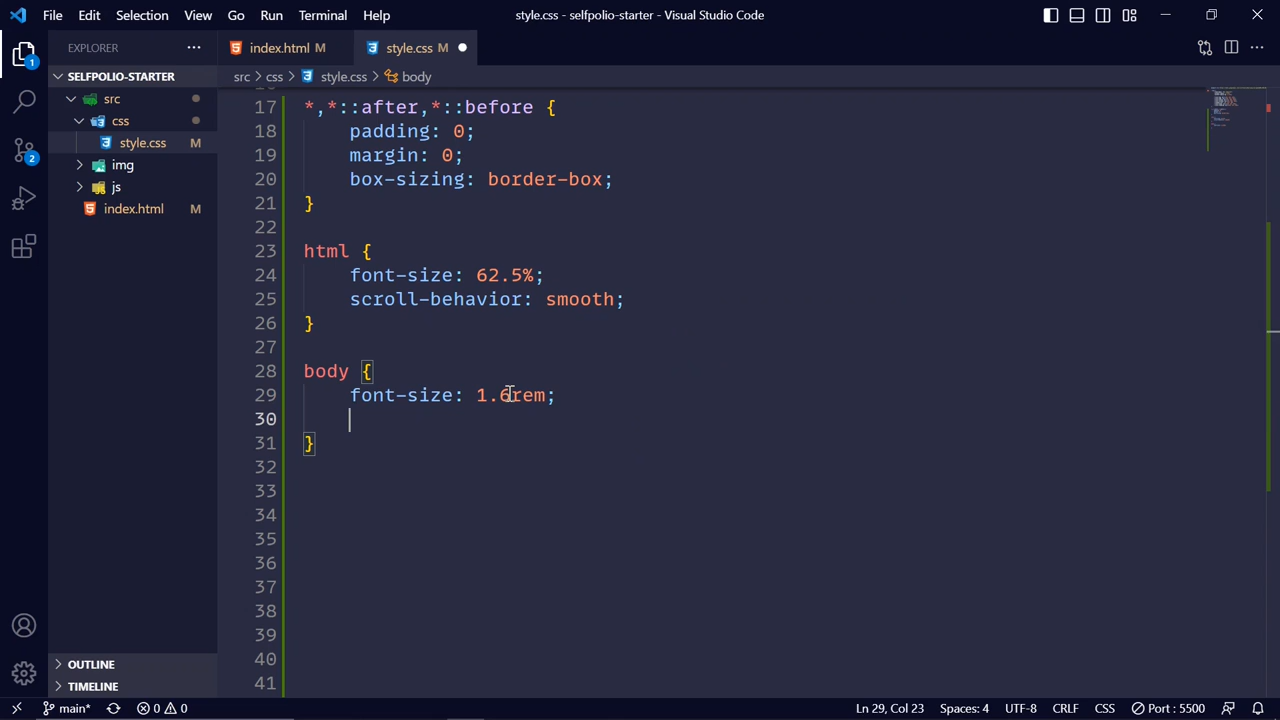 File Edit Selection View Go Run Terminal Help style.css - selfpolio-starter - Visual Studio Code
EXPLORER
index.html M
style.css M
SELFPOLIO-STARTER
src
css
style.css M
img
js
index.html M
src css style.css body
17 *,*::after,*::before {
18 padding: 0;
19 margin: 0;
20 box-sizing: border-box;
21 }
22
23 html {
24 font-size: 62.5%;
25 scroll-behavior: smooth;
26 }
27
28 body {
29 font-size: 1.6rem;
30
31 }
32
33
34
35
36
37
38
39
40
41
1
2
OUTLINE
TIMELINE
main* 0 0 Ln 29, Col 23 Spaces: 4 UTF-8 CRLF CSS Port : 5500